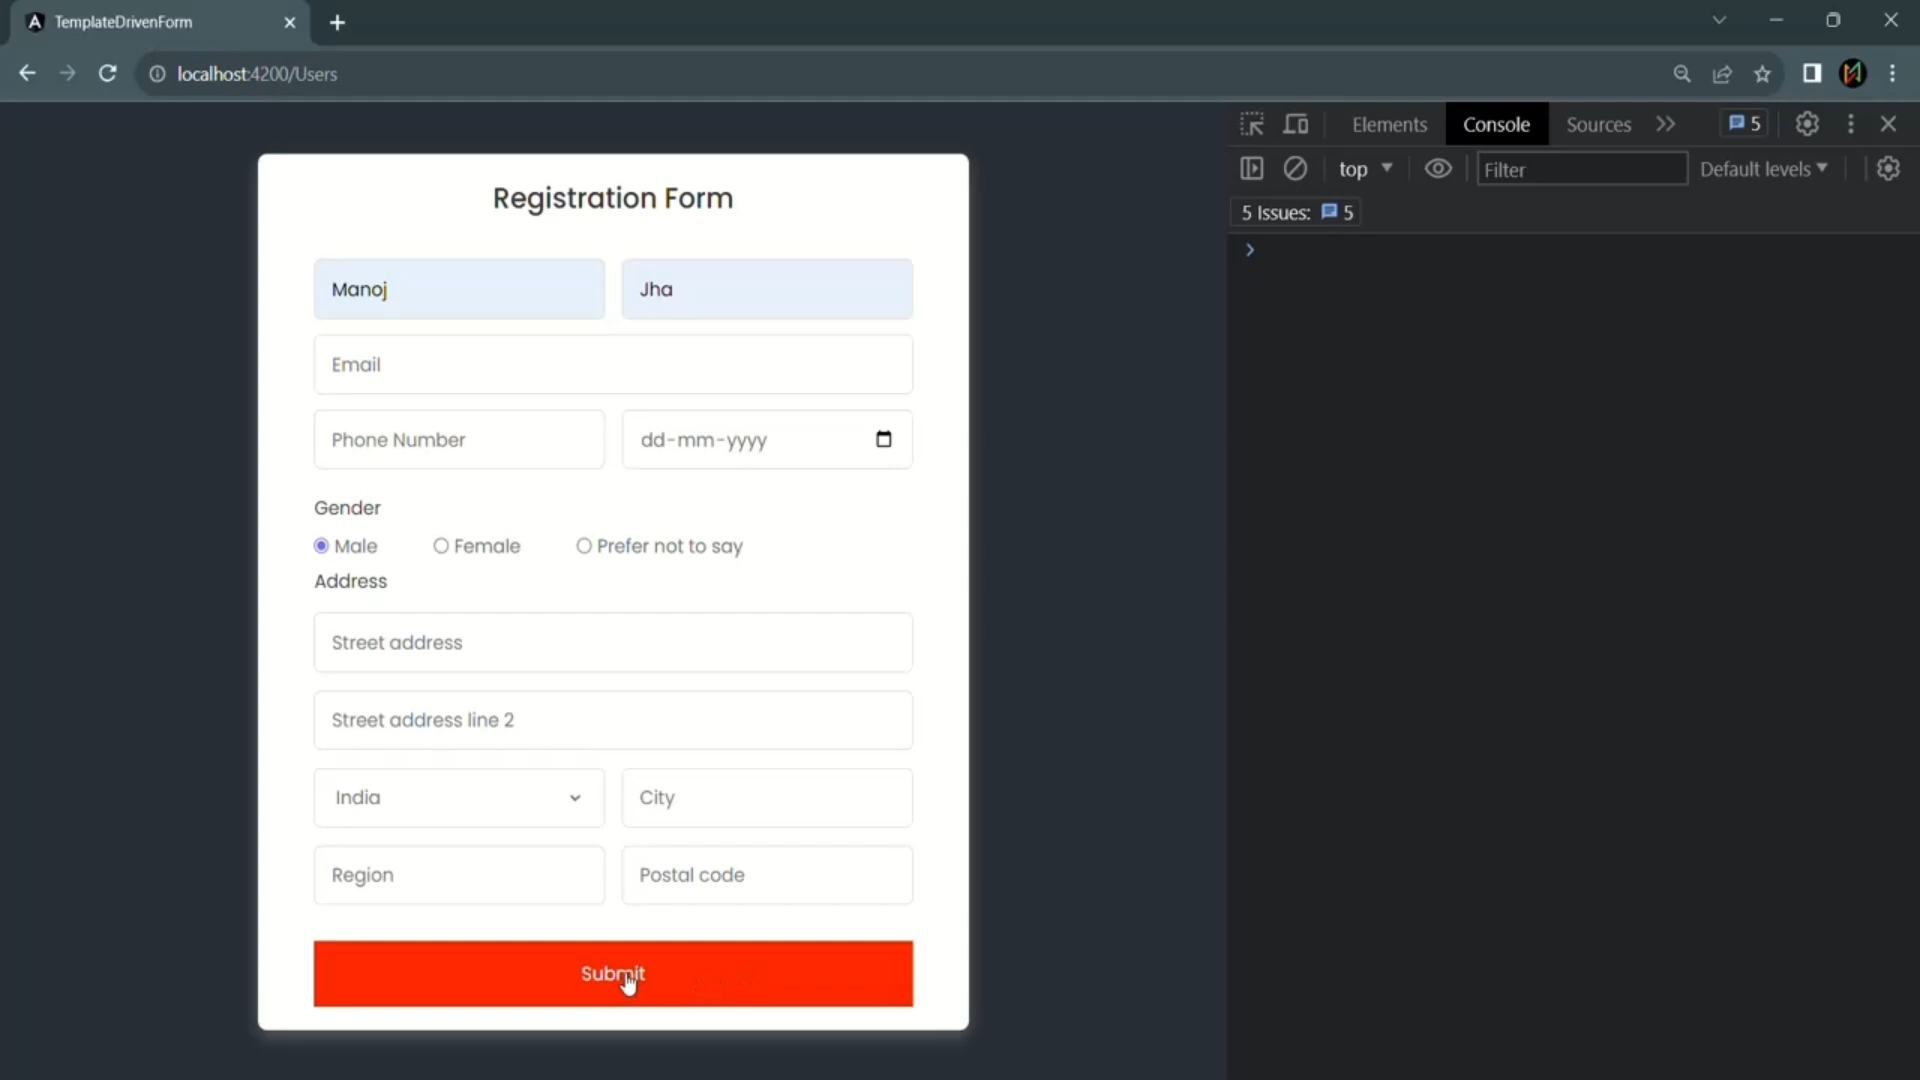 TemplateDrivenForm
localhost:4200/Users
Elements Console Sources 5
top Filter Default levels
5 Issues: 5
Registration Form
Manoj Jha
Email
Phone Number dd-mm-yyyy
Gender
Male Female Prefer not to say
Address
Street address
Street address line 2
India City
Region Postal code
Submit